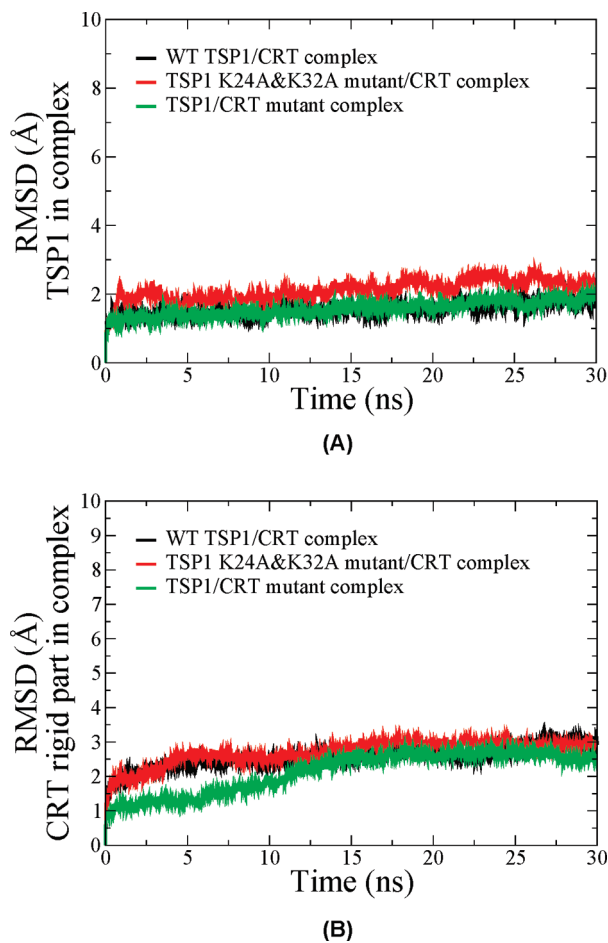 10
WT TSP1/CRT complex
TSP1 K24A&K32A mutant/CRT complex
8
TSP1/CRT mutant complex
6
RMSD (Å)
TSP1 in complex
4
2
0
0 5 10 15 20 25 30
Time (ns)
(A)
10
9
WT TSP1/CRT complex
8
TSP1 K24A&K32A mutant/CRT complex
TSP1/CRT mutant complex
7
6
RMSD (Å)
CRT rigid part in complex
5
4
3
2
1
0
0 5 10 15 20 25 30
Time (ns)
(B)